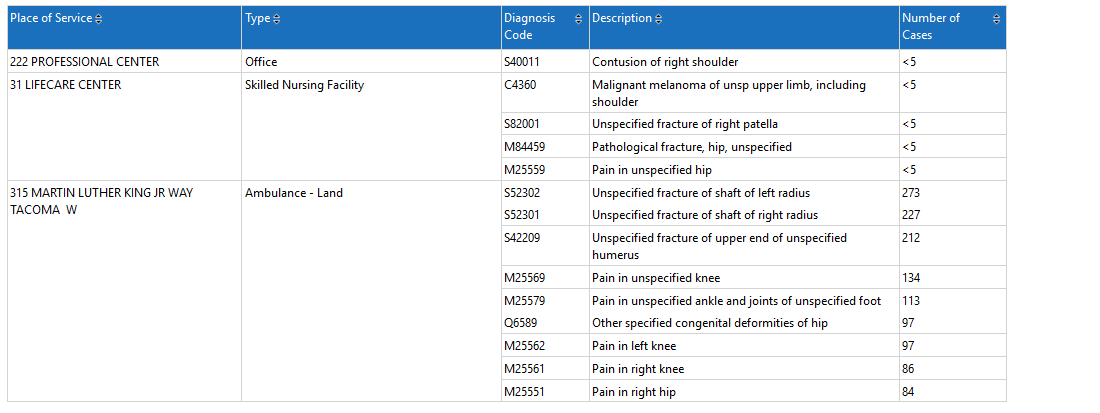 Place of Service Type Diagnosis Code Description Number of Cases
222 PROFESSIONAL CENTER Office S40011 Contusion of right shoulder <5
31 LIFECARE CENTER Skilled Nursing Facility C4360 Malignant melanoma of unsp upper limb, including shoulder <5
S82001 Unspecified fracture of right patella <5
M84459 Pathological fracture, hip, unspecified <5
M25559 Pain in unspecified hip <5
315 MARTIN LUTHER KING JR WAY TACOMA W Ambulance - Land S52302 Unspecified fracture of shaft of left radius 273
S52301 Unspecified fracture of shaft of right radius 227
S42209 Unspecified fracture of upper end of unspecified humerus 212
M25569 Pain in unspecified knee 134
M25579 Pain in unspecified ankle and joints of unspecified foot 113
Q6589 Other specified congenital deformities of hip 97
M25562 Pain in left knee 97
M25561 Pain in right knee 86
M25551 Pain in right hip 84